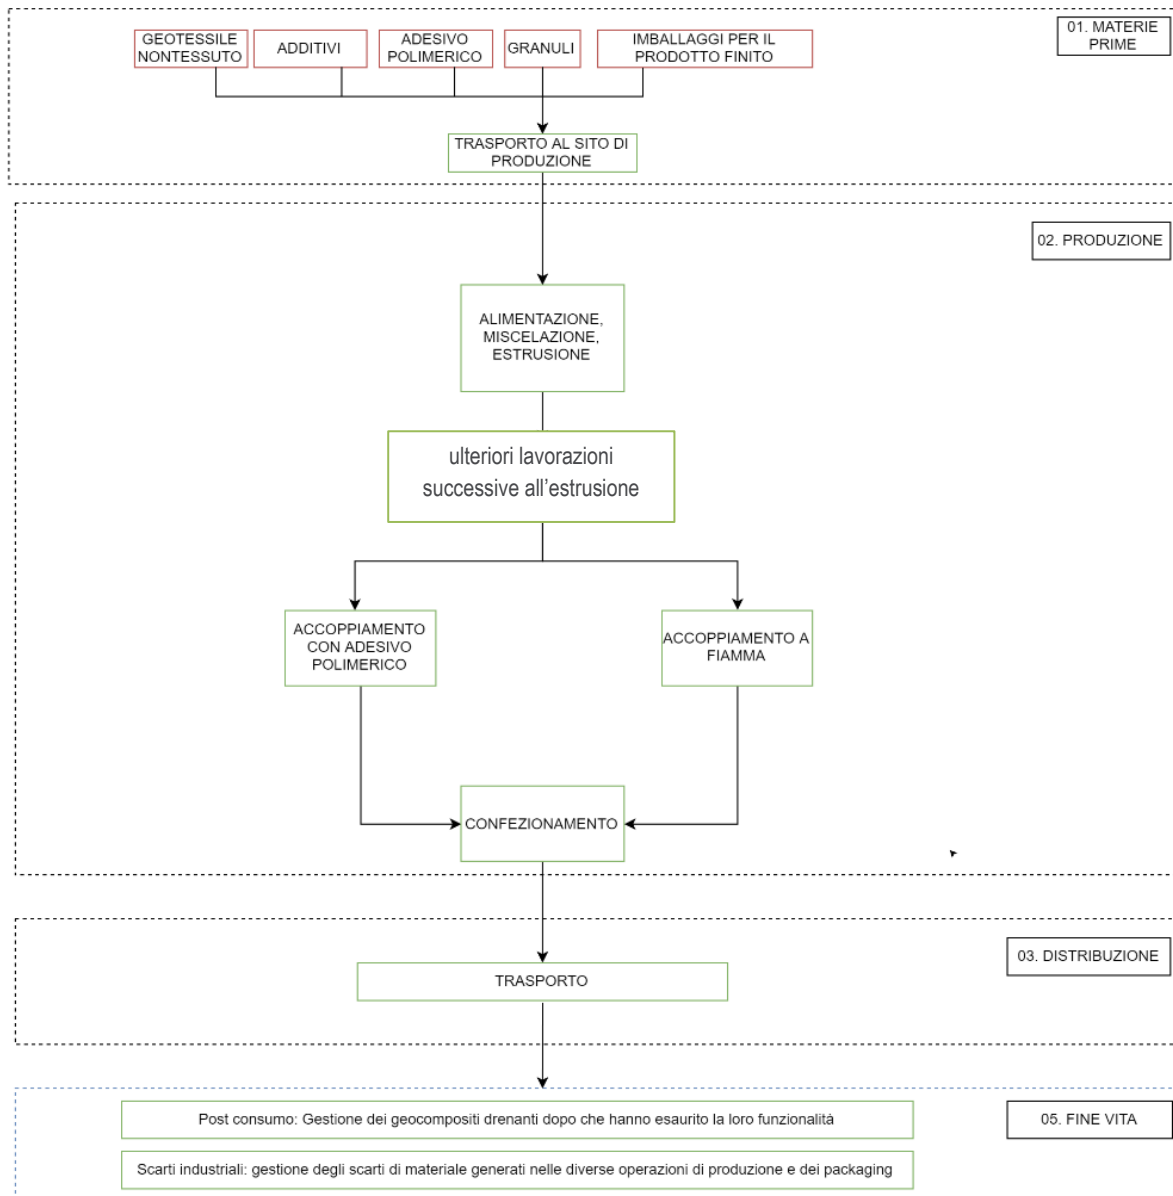 01. MATERIE
PRIME
GEOTESSILE
NONTESSUTO
ADDITIVI
ADESIVO
POLIMERICO
GRANULI
IMBALLAGGI PER IL
PRODOTTO FINITO
TRASPORTO AL SITO DI
PRODUZIONE
02. PRODUZIONE
ALIMENTAZIONE,
MISCELAZIONE,
ESTRUSIONE
ulteriori lavorazioni
successive all’estrusione
ACCOPPIAMENTO
CON ADESIVO
POLIMERICO
ACCOPPIAMENTO A
FIAMMA
CONFEZIONAMENTO
03. DISTRIBUZIONE
TRASPORTO
05. FINE VITA
Post consumo: Gestione dei geocompositi drenanti dopo che hanno esaurito la loro funzionalità
Scarti industriali: gestione degli scarti di materiale generati nelle diverse operazioni di produzione e dei packaging